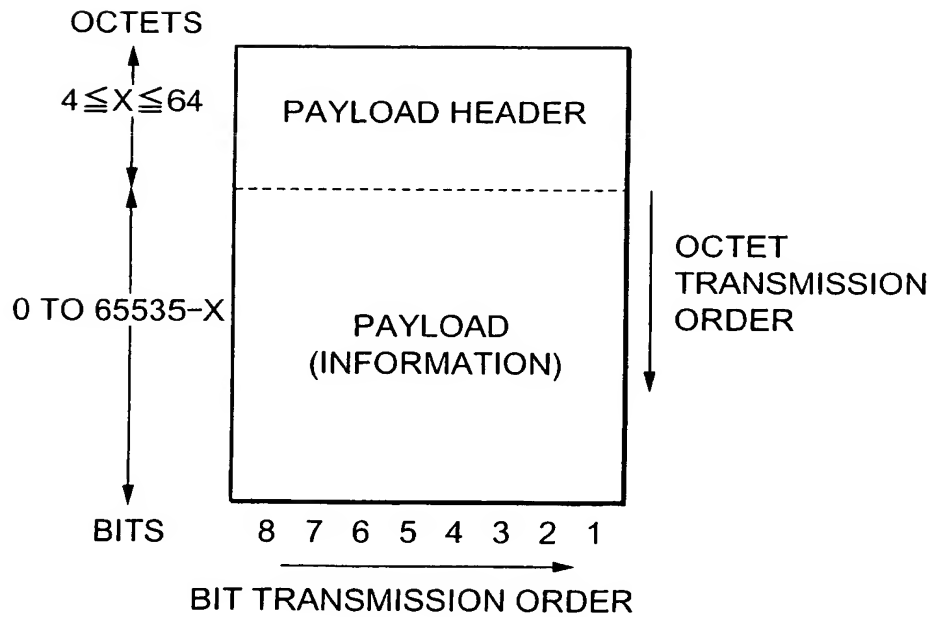 OCTETS
4≦X≦64
PAYLOAD HEADER
OCTET
TRANSMISSION
ORDER
0 TO 65535-X
PAYLOAD
(INFORMATION)
BITS
8 7 6 5 4 3 2 1
BIT TRANSMISSION ORDER